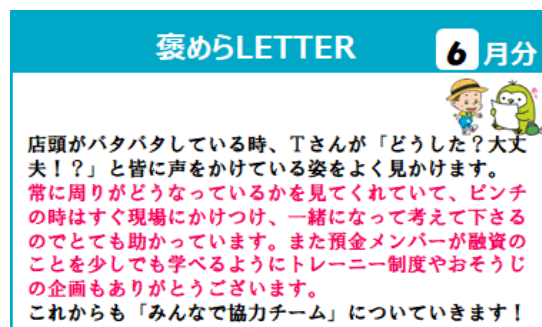 褒めらLETTER
6月分
店頭がバタバタしている時、Tさんが「どうした?大丈
夫!?」と皆に声をかけている姿をよく見かけます。
常に周りがどうなっているかを見てくれていて、ピンチ
の時はすぐ現場にかけつけ、一緒になって考えて下さる
のでとても助かっています。また預金メンバーが融資の
ことを少しでも学べるようにトレーニー制度やおそうじ
の企画もありがとうございます。
これからも「みんなで協力チーム」についていきます!